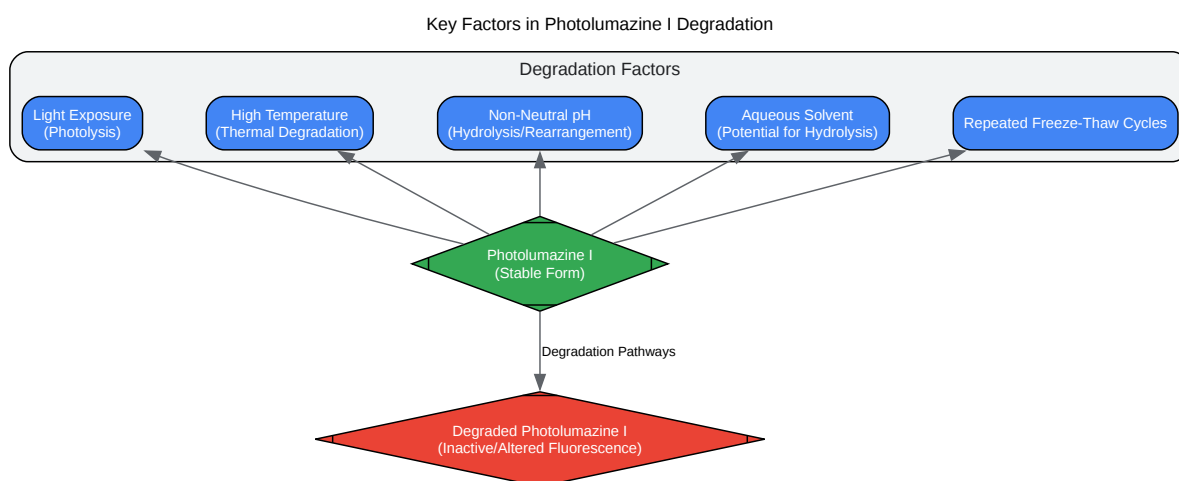 Key Factors in Photolumazine I Degradation
Degradation Factors
Light Exposure
(Photolysis)
High Temperature
(Thermal Degradation)
Non-Neutral pH
(Hydrolysis/Rearrangement)
Aqueous Solvent
(Potential for Hydrolysis)
Repeated Freeze-Thaw Cycles
Photolumazine I
(Stable Form)
Degradation Pathways
Degraded Photolumazine I
(Inactive/Altered Fluorescence)